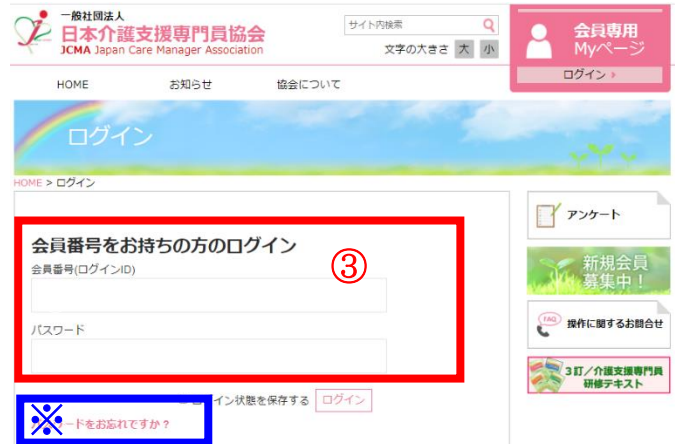 一般社団法人
日本介護支援専門員協会
JCMA Japan Care Manager Association
サイト内検索
文字の大きさ 大 小
会員専用
Myページ
ログイン
HOME お知らせ 協会について
ログイン
HOME > ログイン
アンケート
会員番号をお持ちの方のログイン
③
会員番号(ログインID)
新規会員
募集中！
パスワード
FAQ 操作に関するお問合せ
3訂/介護支援専門員
研修テキスト
イン状態を保存する ログイン
※
ードをお忘れですか？